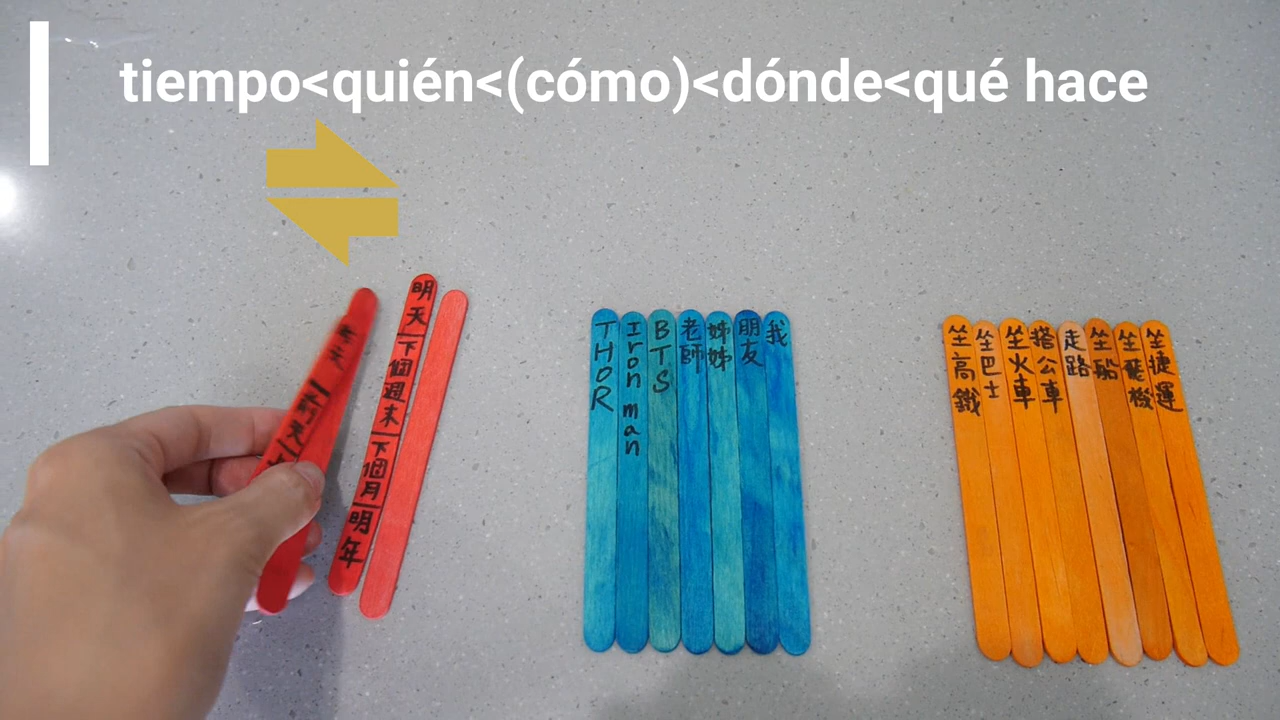 tiempo<quién<(cómo)<dónde<qué hace
明天|下個週末|下個月|明年
THOR
Iron man
BTS
老師
姊姊
朋友
我
坐高鐵
坐巴士
坐火車
搭公車
走路
坐船
坐飛機
坐捷運